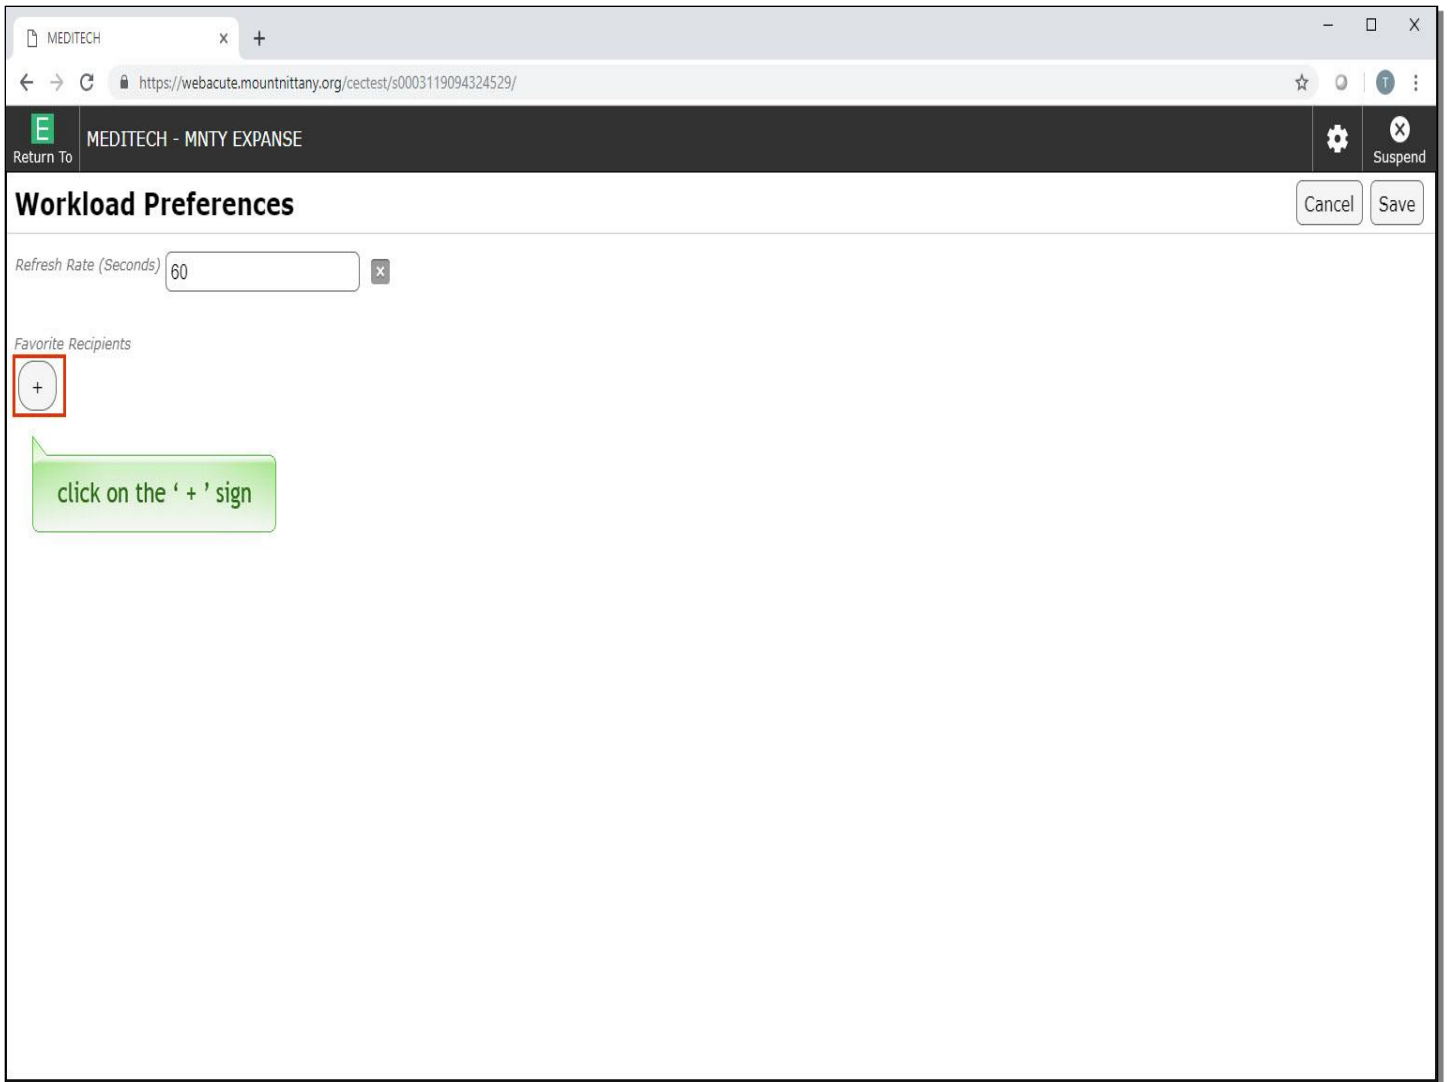 MEDITECH
https://webacute.mountnittany.org/cectest/s0003119094324529/
T
E
Return To
MEDITECH - MNTY EXPANSE
Suspend
Workload Preferences
Cancel
Save
Refresh Rate (Seconds)
60
Favorite Recipients
+
click on the ‘ + ’ sign